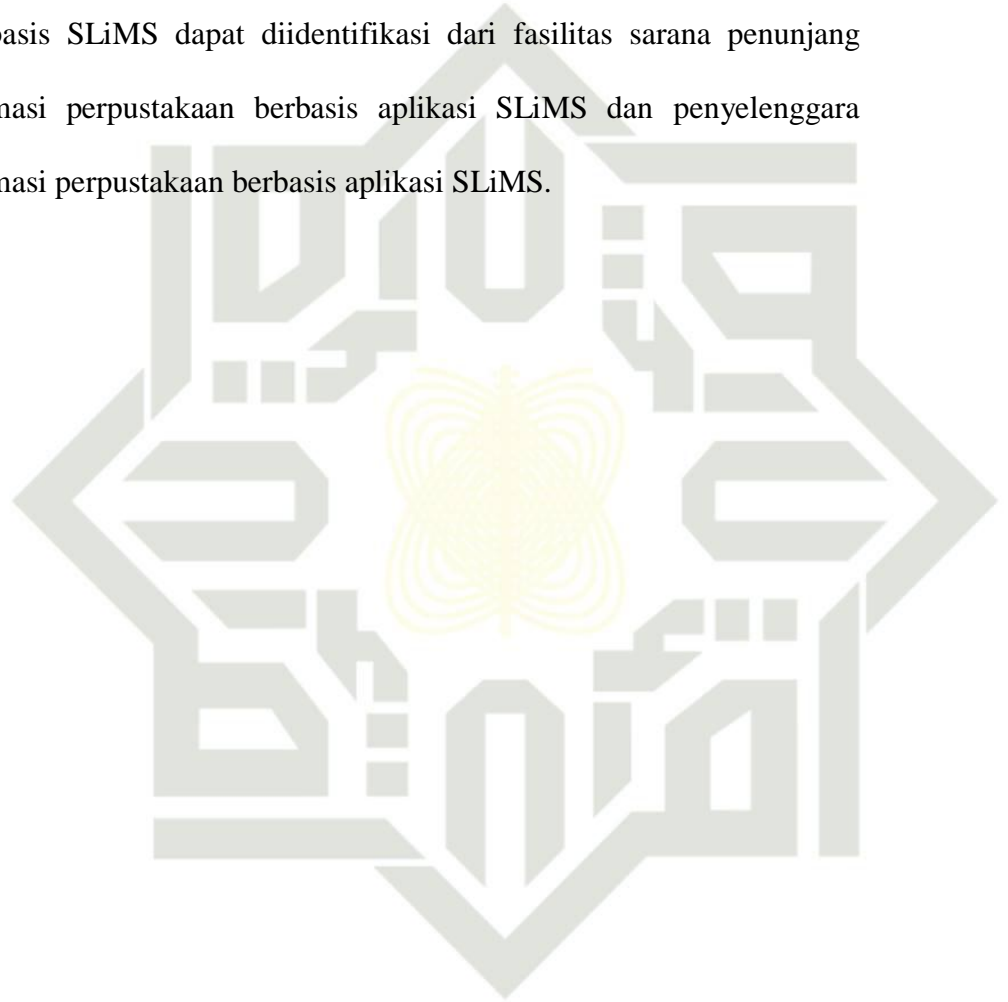 basis SLiMS dapat diidentifikasi dari fasilitas sarana penunjang
masi perpustakaan berbasis aplikasi SLiMS dan penyelenggara
masi perpustakaan berbasis aplikasi SLiMS.